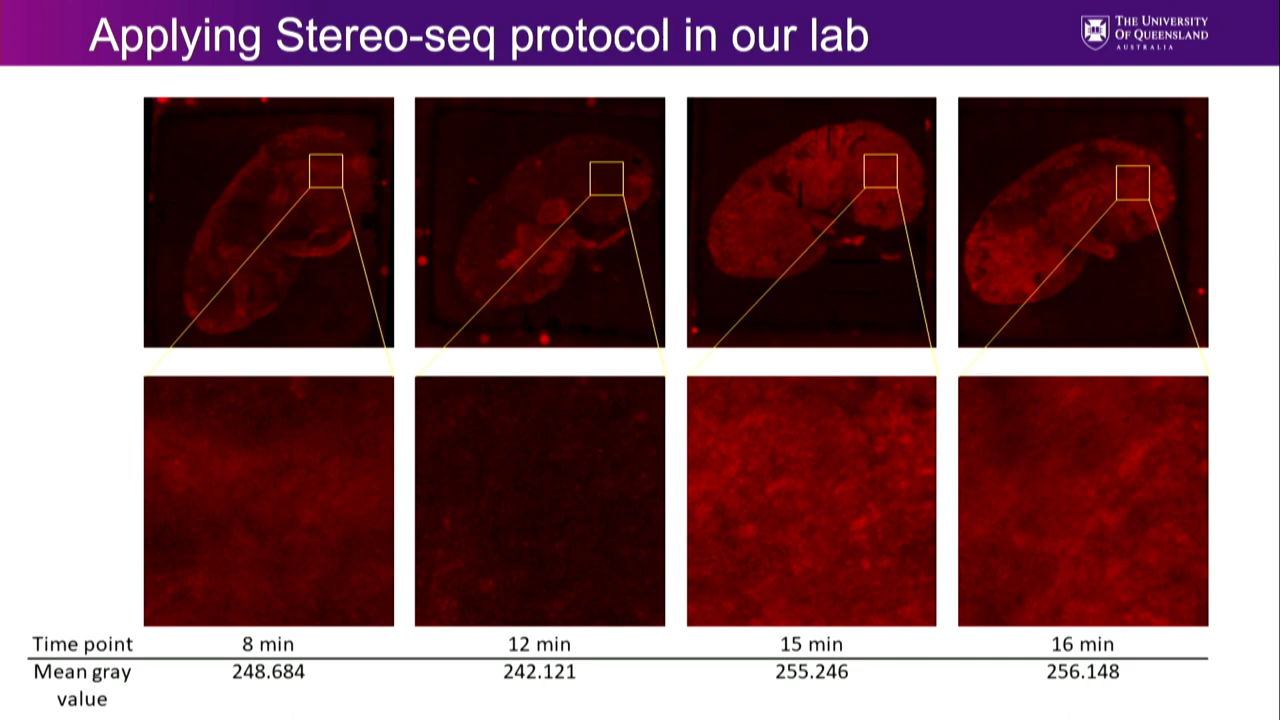 Applying Stereo-seq protocol in our lab
THE UNIVERSITY
OF QUEENSLAND
AUSTRALIA
Time point 8 min 12 min 15 min 16 min
Mean gray value 248.684 242.121 255.246 256.148